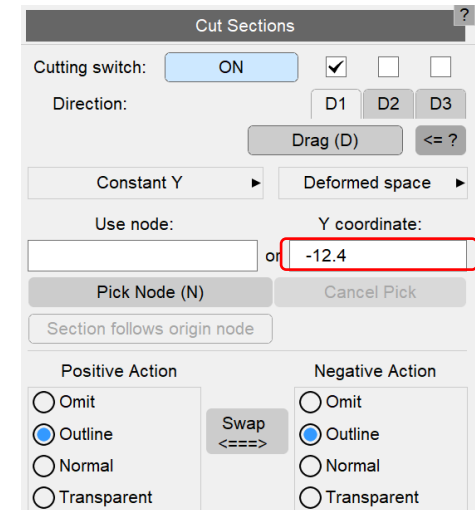 Cut Sections ?
Cutting switch: ON
Direction: D1 D2 D3
Drag (D) <= ?
Constant Y Deformed space
Use node: Y coordinate:
or -12.4
Pick Node (N) Cancel Pick
Section follows origin node
Positive Action Negative Action
Omit Omit
Outline Swap Outline
<===>
Normal Normal
Transparent Transparent